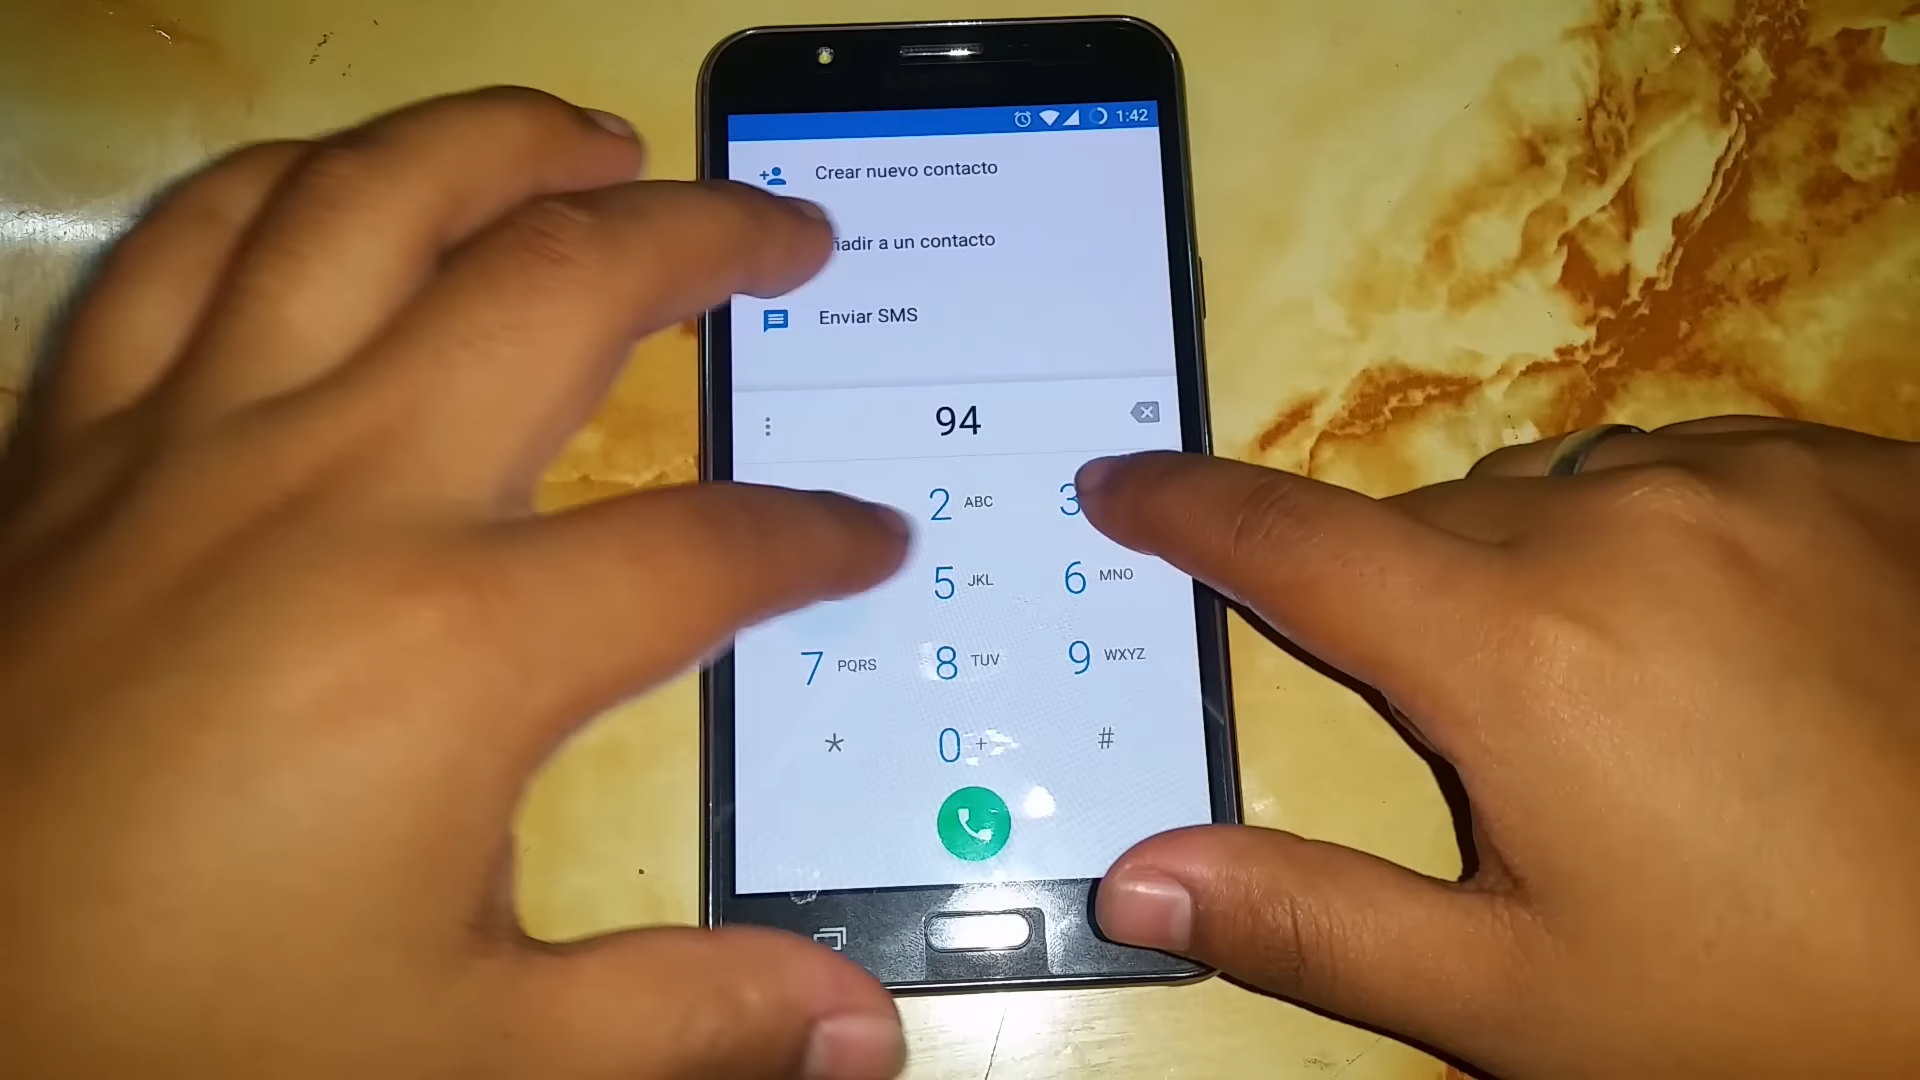 1:42
Crear nuevo contacto
ñadir a un contacto
Enviar SMS
94
2 ABC 3
5 JKL 6 MNO
7 PQRS 8 TUV 9 WXYZ
* 0 + #